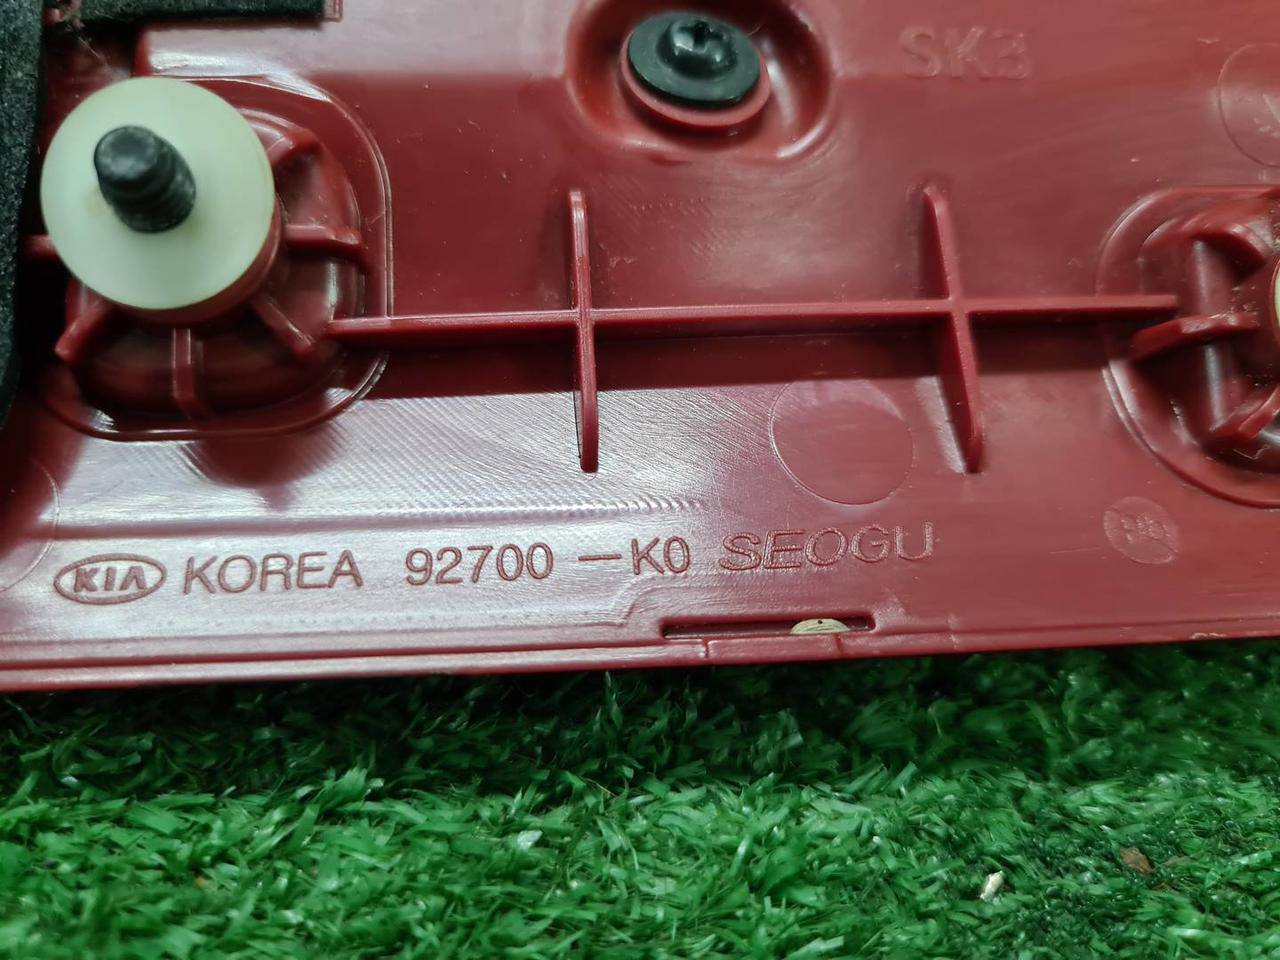 SK3
KIA KOREA 92700 -K0 SEOGU